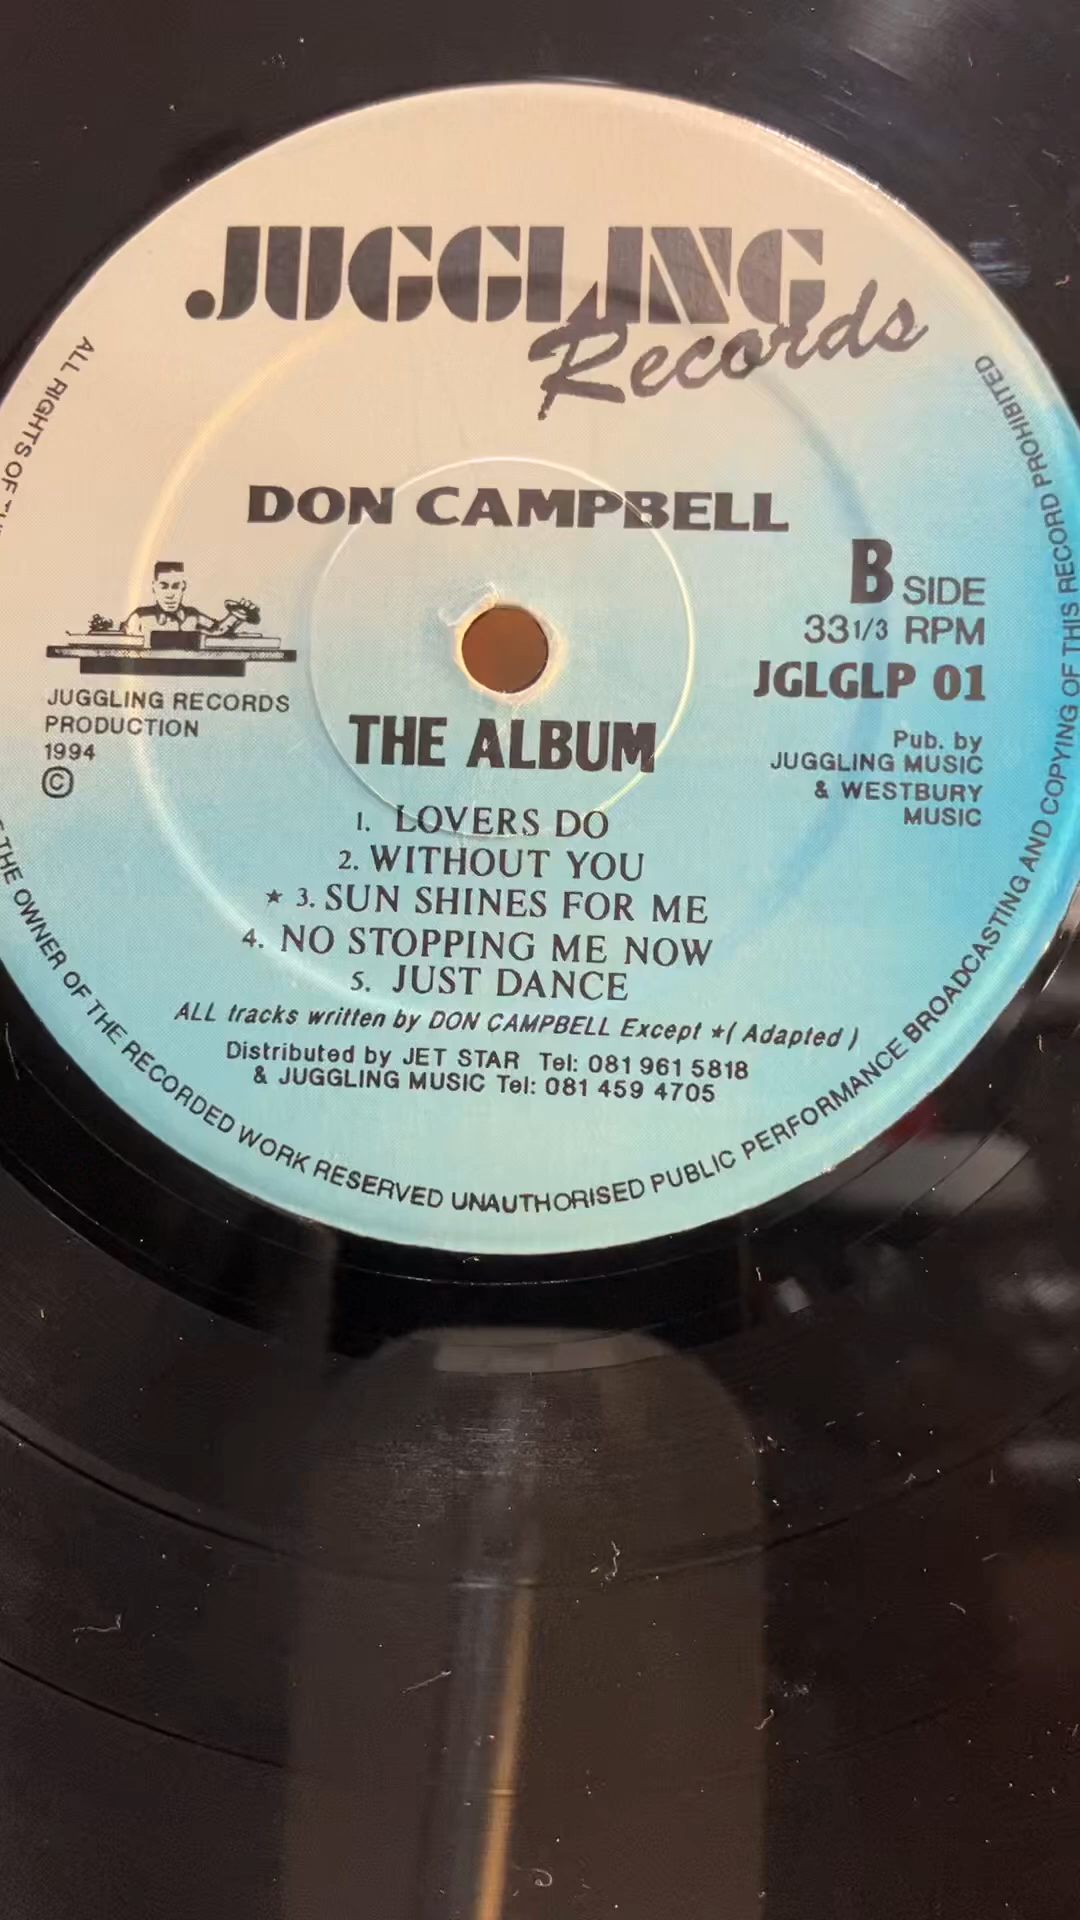 JUGGLING
Records
DON CAMPBELL
B SIDE
33 1/3 RPM
JGLGLP 01
JUGGLING RECORDS
PRODUCTION
1994
©
Pub. by
JUGGLING MUSIC
& WESTBURY
MUSIC
THE ALBUM
1. LOVERS DO
2. WITHOUT YOU
★ 3. SUN SHINES FOR ME
4. NO STOPPING ME NOW
5. JUST DANCE
ALL tracks written by DON CAMPBELL Except ★( Adapted )
Distributed by JET STAR Tel: 081 961 5818
& JUGGLING MUSIC Tel: 081 459 4705
ALL RIGHTS OF THE OWNER OF THE RECORDED WORK RESERVED UNAUTHORISED PUBLIC PERFORMANCE BROADCASTING AND COPYING OF THIS RECORD PROHIBITED